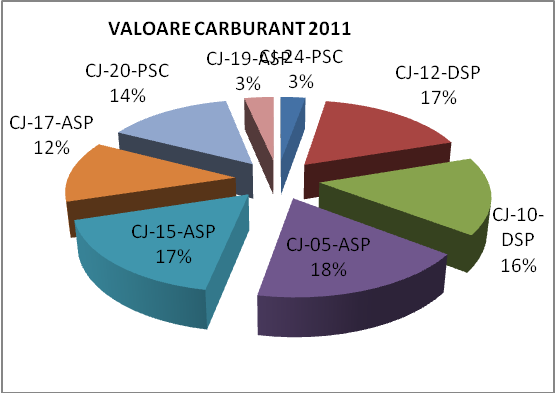 VALOARE CARBURANT 2011
CJ-24-PSC
3%
CJ-12-DSP
17%
CJ-10-
DSP
16%
CJ-05-ASP
18%
CJ-15-ASP
17%
CJ-17-ASP
12%
CJ-20-PSC
14%
CJ-19-ASP
3%